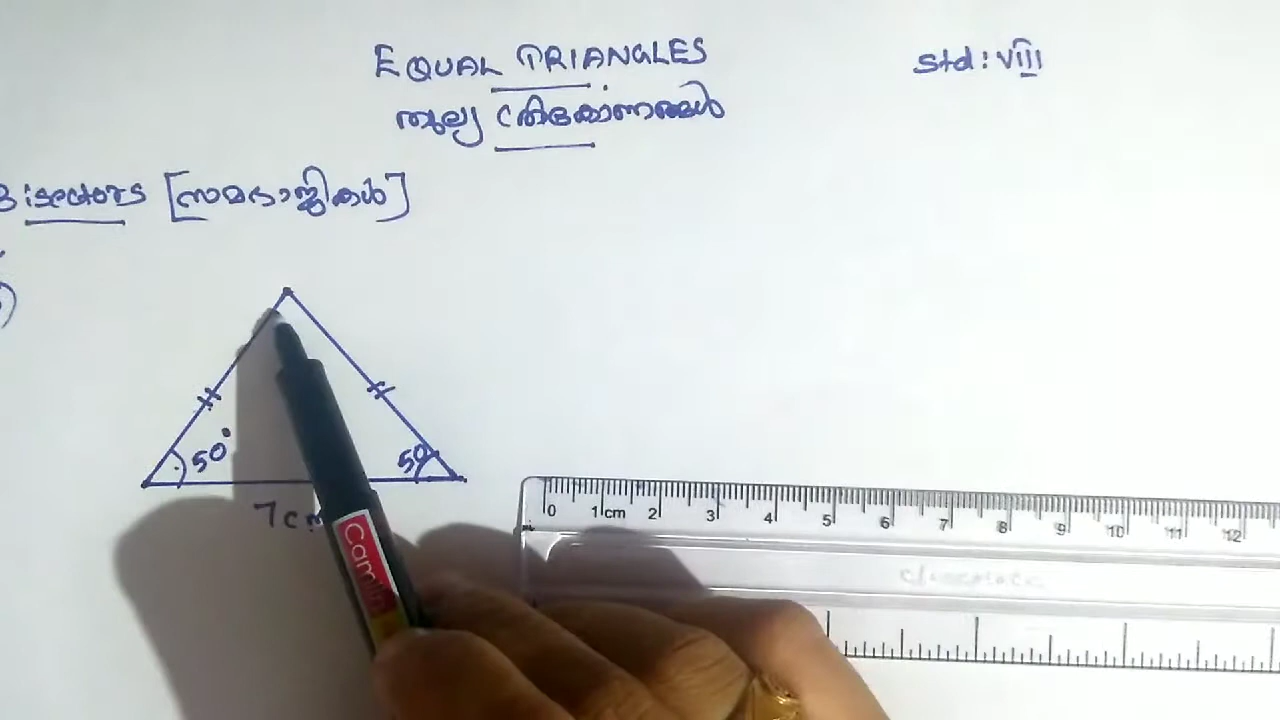 EQUAL TRIANGLES
Std: VIII
തുല്യ ത്രികോണങ്ങൾ
Bisectors [സമഭാജികൾ]
50°
50
7cm
Camlin
0 1cm 2 3 4 5 6 7 8 9 10 11 12